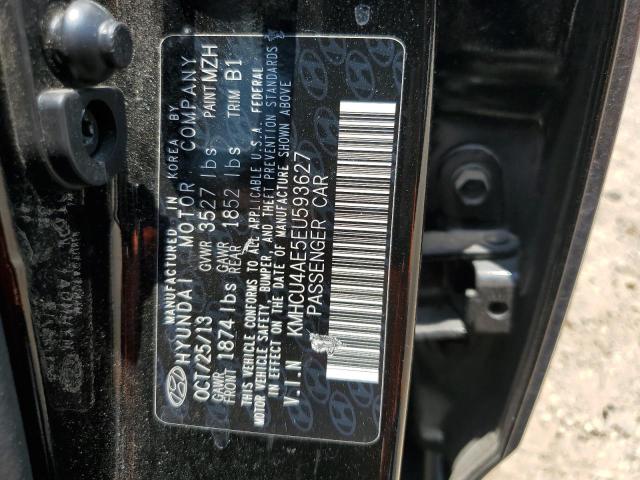 MANUFACTURED IN KOREA BY
HYUNDAI MOTOR COMPANY
OCT/25/13 GVWR 3527 lbs PAINT MZH
GAWR FRONT 1874 lbs GAWR REAR 1852 lbs TRIM B1
THIS VEHICLE CONFORMS TO ALL APPLICABLE U.S.A. FEDERAL
MOTOR VEHICLE SAFETY, BUMPER, AND THEFT PREVENTION STANDARDS
IN EFFECT ON THE DATE OF MANUFACTURE SHOWN ABOVE
V.I.N KMHCU4AE5EU593627
PASSENGER CAR